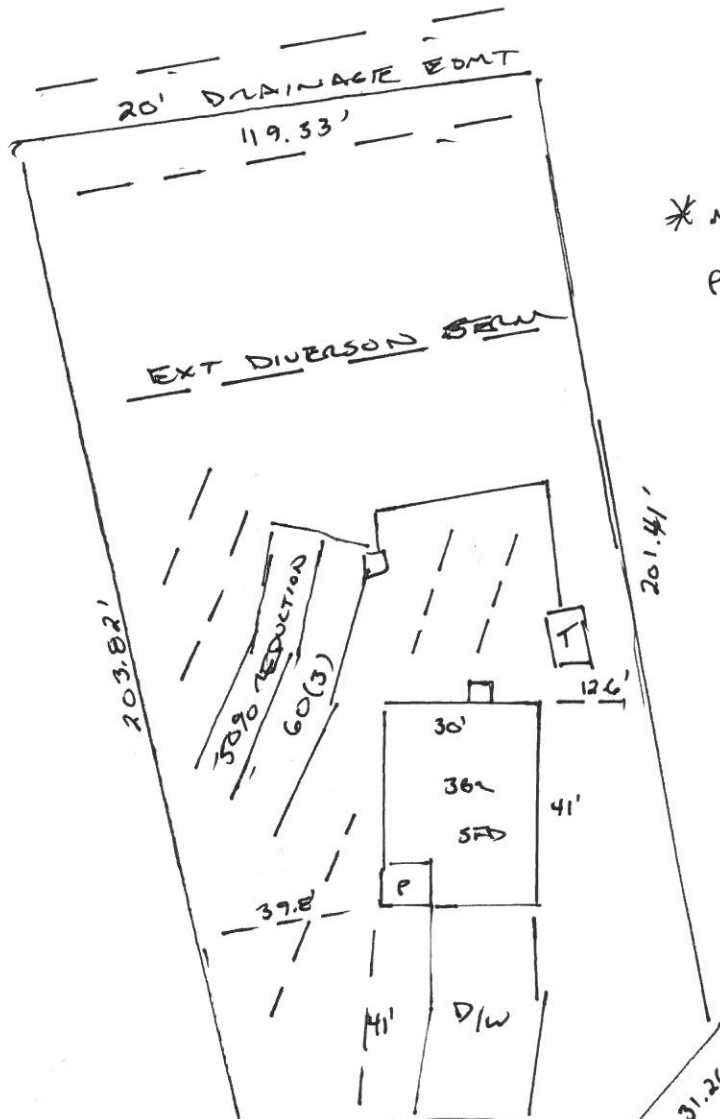 20' DRAINAGE ESMT
119.53'
*
EXT DIVERSON BERM
203.82'
201.41'
50% REDUCTION
60(3)
T
12.6'
30'
3BR
SFD
41'
P
39.8'
41'
D/W